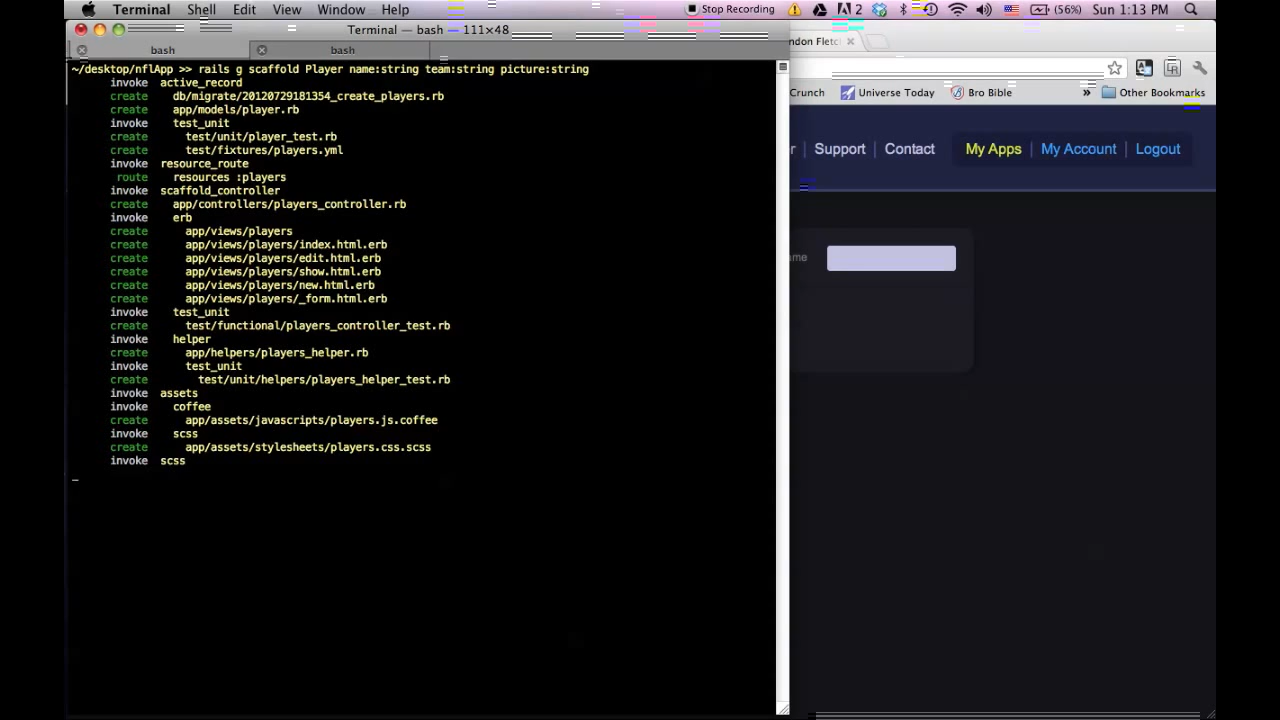 Terminal Shell Edit View Window Help Stop Recording 2 (56%) Sun 1:13 PM
Terminal — bash — 111×48
bash bash
~/desktop/nflApp >> rails g scaffold Player name:string team:string picture:string
invoke active_record
create db/migrate/20120729181354_create_players.rb
create app/models/player.rb
invoke test_unit
create test/unit/player_test.rb
create test/fixtures/players.yml
invoke resource_route
route resources :players
invoke scaffold_controller
create app/controllers/players_controller.rb
invoke erb
create app/views/players
create app/views/players/index.html.erb
create app/views/players/edit.html.erb
create app/views/players/show.html.erb
create app/views/players/new.html.erb
create app/views/players/_form.html.erb
invoke test_unit
create test/functional/players_controller_test.rb
invoke helper
create app/helpers/players_helper.rb
invoke test_unit
create test/unit/helpers/players_helper_test.rb
invoke assets
invoke coffee
create app/assets/javascripts/players.js.coffee
invoke scss
create app/assets/stylesheets/players.css.scss
invoke scss
ndon Fletch
Crunch Universe Today Bro Bible » Other Bookmarks
r Support Contact My Apps | My Account | Logout
ame